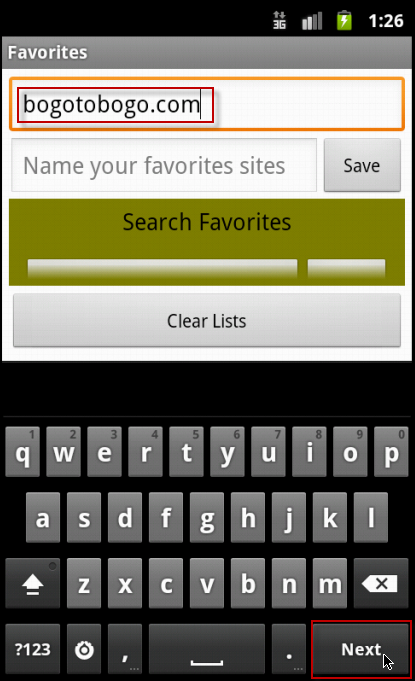 3G 1:26
Favorites
bogotobogo.com
Name your favorites sites Save
Search Favorites
Clear Lists
1 2 3 4 5 6 7 8 9 0
q w e r t y u i o p
a s d f g h j k l
z x c v b n m
?123 , ... . ... Next